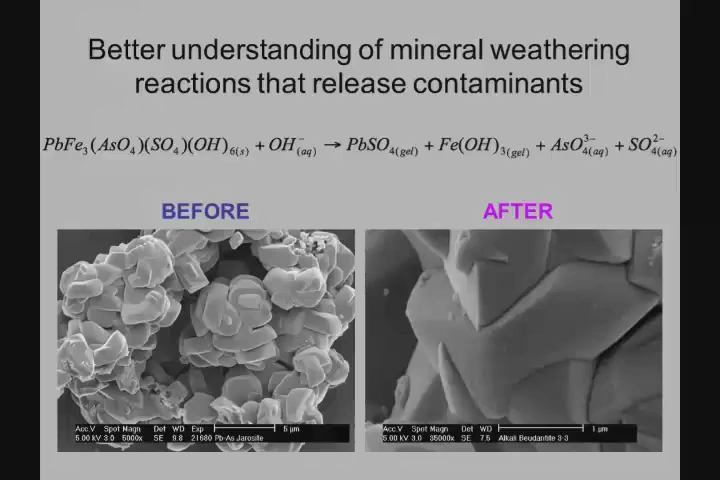 Better understanding of mineral weathering
reactions that release contaminants
PbFe₃(AsO₄)(SO₄)(OH)₆₍ₛ₎ + OH⁻₍aq₎ → PbSO₄₍gel₎ + Fe(OH)₃₍gel₎ + AsO₄³⁻₍aq₎ + SO₄²⁻₍aq₎
BEFORE AFTER
Acc.V Spot Magn Det WD Exp 5 µm
5.00 kV 3.0 5000x SE 9.8 21680 Pb-As Jarosite
Acc.V Spot Magn Det WD 1 µm
5.00 kV 3.0 35000x SE 7.5 Alkali Beudantite 3-3